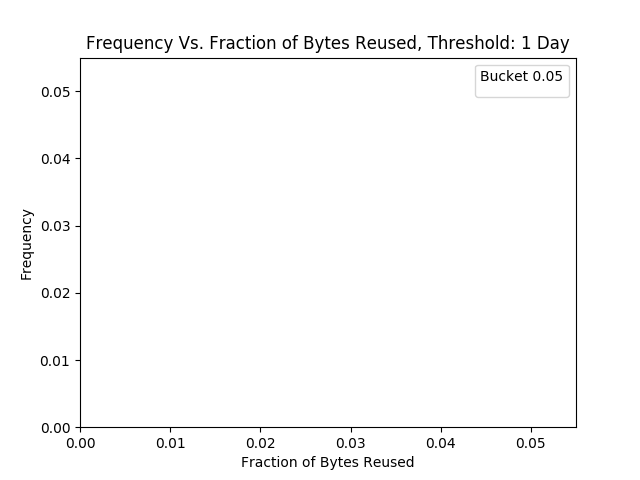 Frequency Vs. Fraction of Bytes Reused, Threshold: 1 Day
Bucket 0.05
0.05
0.04
0.03
0.02
0.01
0.00
Frequency
0.00 0.01 0.02 0.03 0.04 0.05
Fraction of Bytes Reused